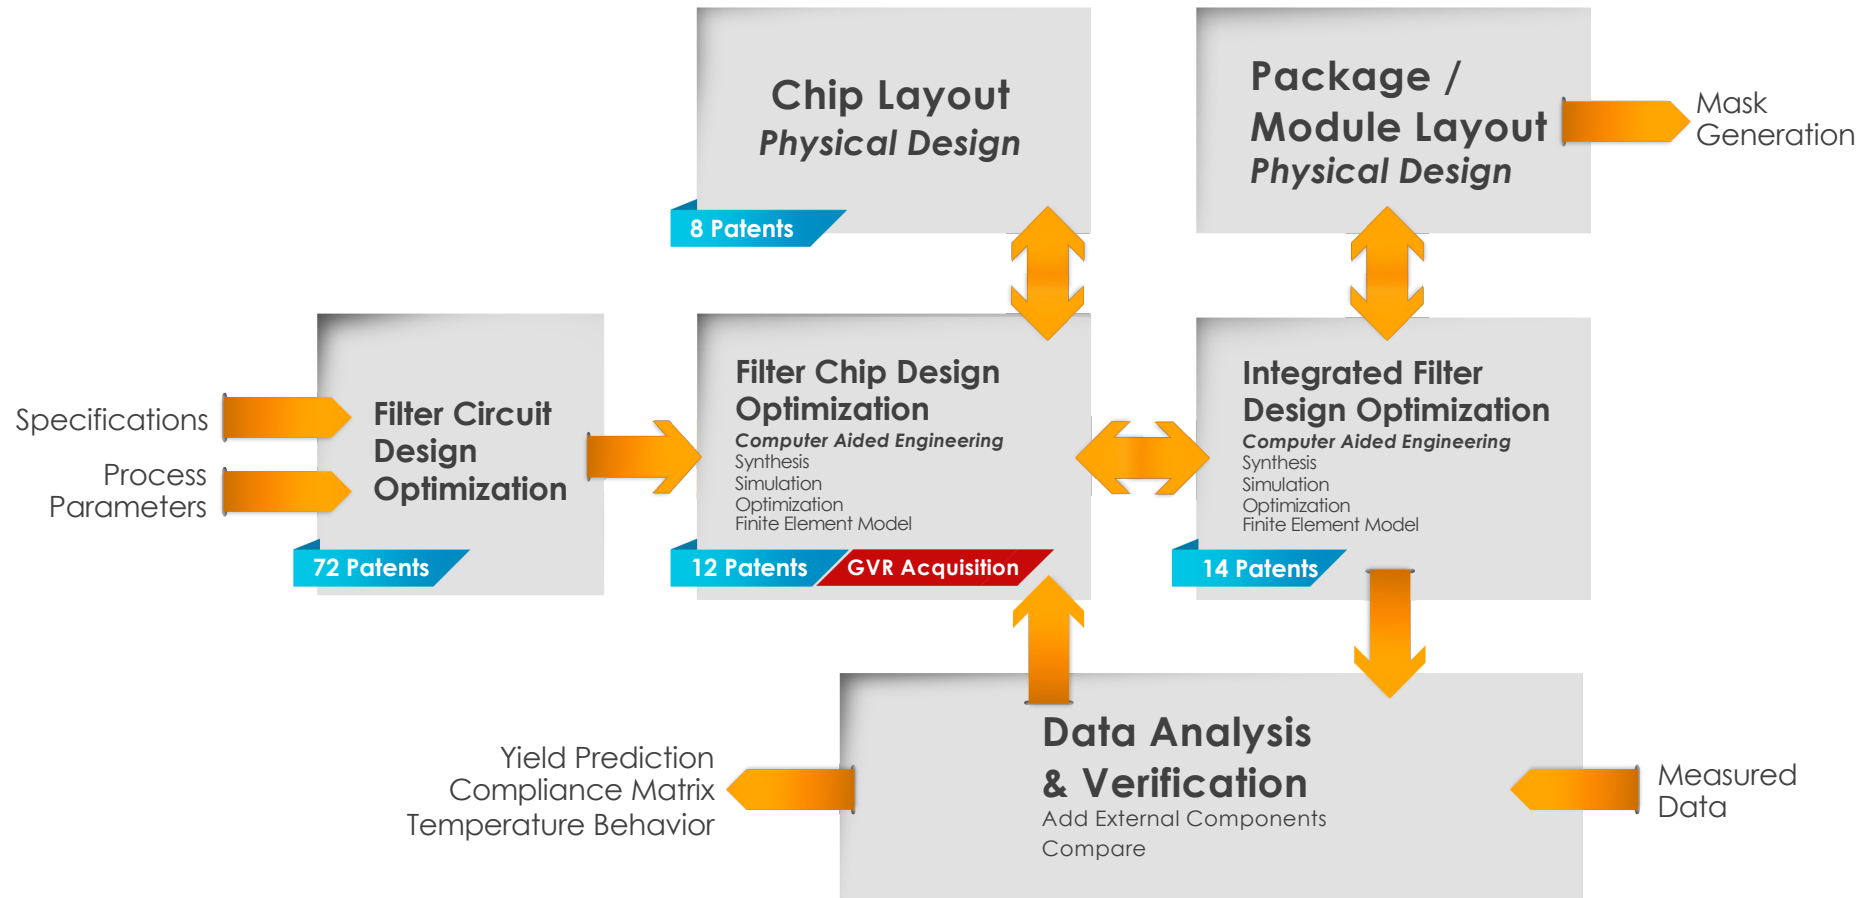 Chip Layout
Physical Design
8 Patents
Package /
Module Layout
Physical Design
Mask
Generation
Specifications
Process
Parameters
Filter Circuit
Design
Optimization
72 Patents
Filter Chip Design
Optimization
Computer Aided Engineering
Synthesis
Simulation
Optimization
Finite Element Model
12 Patents
GVR Acquisition
Integrated Filter
Design Optimization
Computer Aided Engineering
Synthesis
Simulation
Optimization
Finite Element Model
14 Patents
Yield Prediction
Compliance Matrix
Temperature Behavior
Data Analysis
& Verification
Add External Components
Compare
Measured
Data